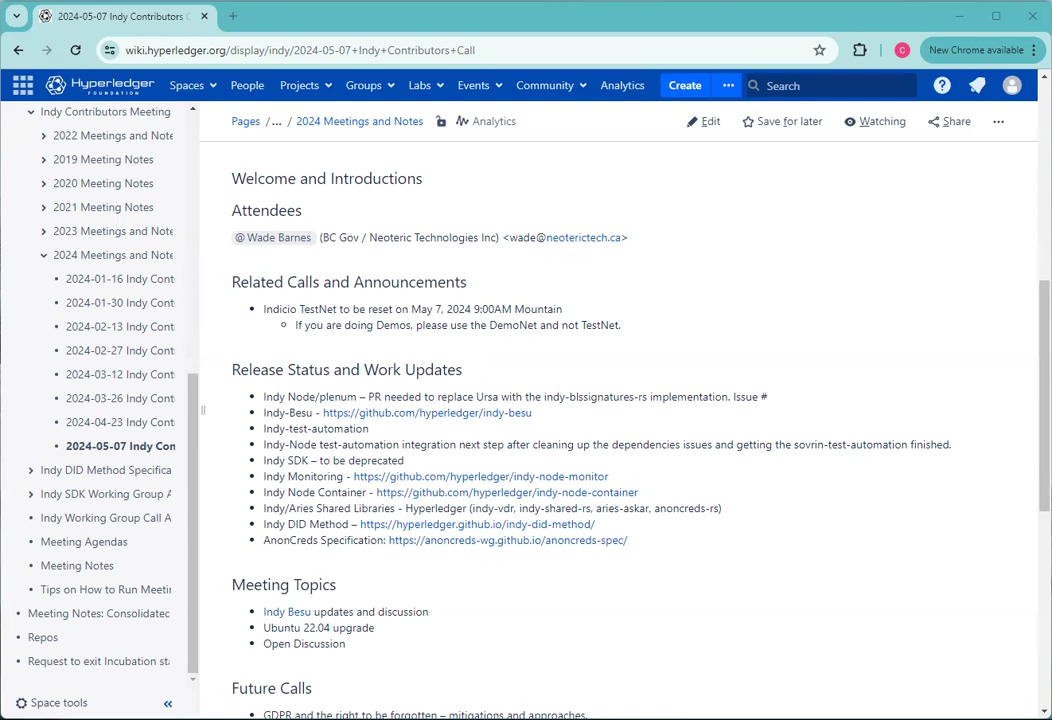 2024-05-07 Indy Contributors C
wiki.hyperledger.org/display/indy/2024-05-07+Indy+Contributors+Call
C
New Chrome available
Hyperledger
FOUNDATION
Spaces
People
Projects
Groups
Labs
Events
Community
Analytics
Create
Search
Indy Contributors Meeting
2022 Meetings and Note
2019 Meeting Notes
2020 Meeting Notes
2021 Meeting Notes
2023 Meetings and Note
2024 Meetings and Note
2024-01-16 Indy Cont
2024-01-30 Indy Cont
2024-02-13 Indy Cont
2024-02-27 Indy Cont
2024-03-12 Indy Cont
2024-03-26 Indy Cont
2024-04-23 Indy Cont
2024-05-07 Indy Con
Indy DID Method Specifica
Indy SDK Working Group A
Indy Working Group Call A
Meeting Agendas
Meeting Notes
Tips on How to Run Meetin
Meeting Notes: Consolidated
Repos
Request to exit Incubation sta
Space tools
Pages /... / 2024 Meetings and Notes Analytics
Edit
Save for later
Watching
Share
Welcome and Introductions
Attendees
@ Wade Barnes (BC Gov / Neoteric Technologies Inc) <wade@neoterictech.ca>
Related Calls and Announcements
Indicio TestNet to be reset on May 7, 2024 9:00AM Mountain
If you are doing Demos, please use the DemoNet and not TestNet.
Release Status and Work Updates
Indy Node/plenum – PR needed to replace Ursa with the indy-blssignatures-rs implementation. Issue #
Indy-Besu - https://github.com/hyperledger/indy-besu
Indy-test-automation
Indy-Node test-automation integration next step after cleaning up the dependencies issues and getting the sovrin-test-automation finished.
Indy SDK – to be deprecated
Indy Monitoring - https://github.com/hyperledger/indy-node-monitor
Indy Node Container - https://github.com/hyperledger/indy-node-container
Indy/Aries Shared Libraries - Hyperledger (indy-vdr, indy-shared-rs, aries-askar, anoncreds-rs)
Indy DID Method – https://hyperledger.github.io/indy-did-method/
AnonCreds Specification: https://anoncreds-wg.github.io/anoncreds-spec/
Meeting Topics
Indy Besu updates and discussion
Ubuntu 22.04 upgrade
Open Discussion
Future Calls
GDPR and the right to be forgotten – mitigations and approaches.